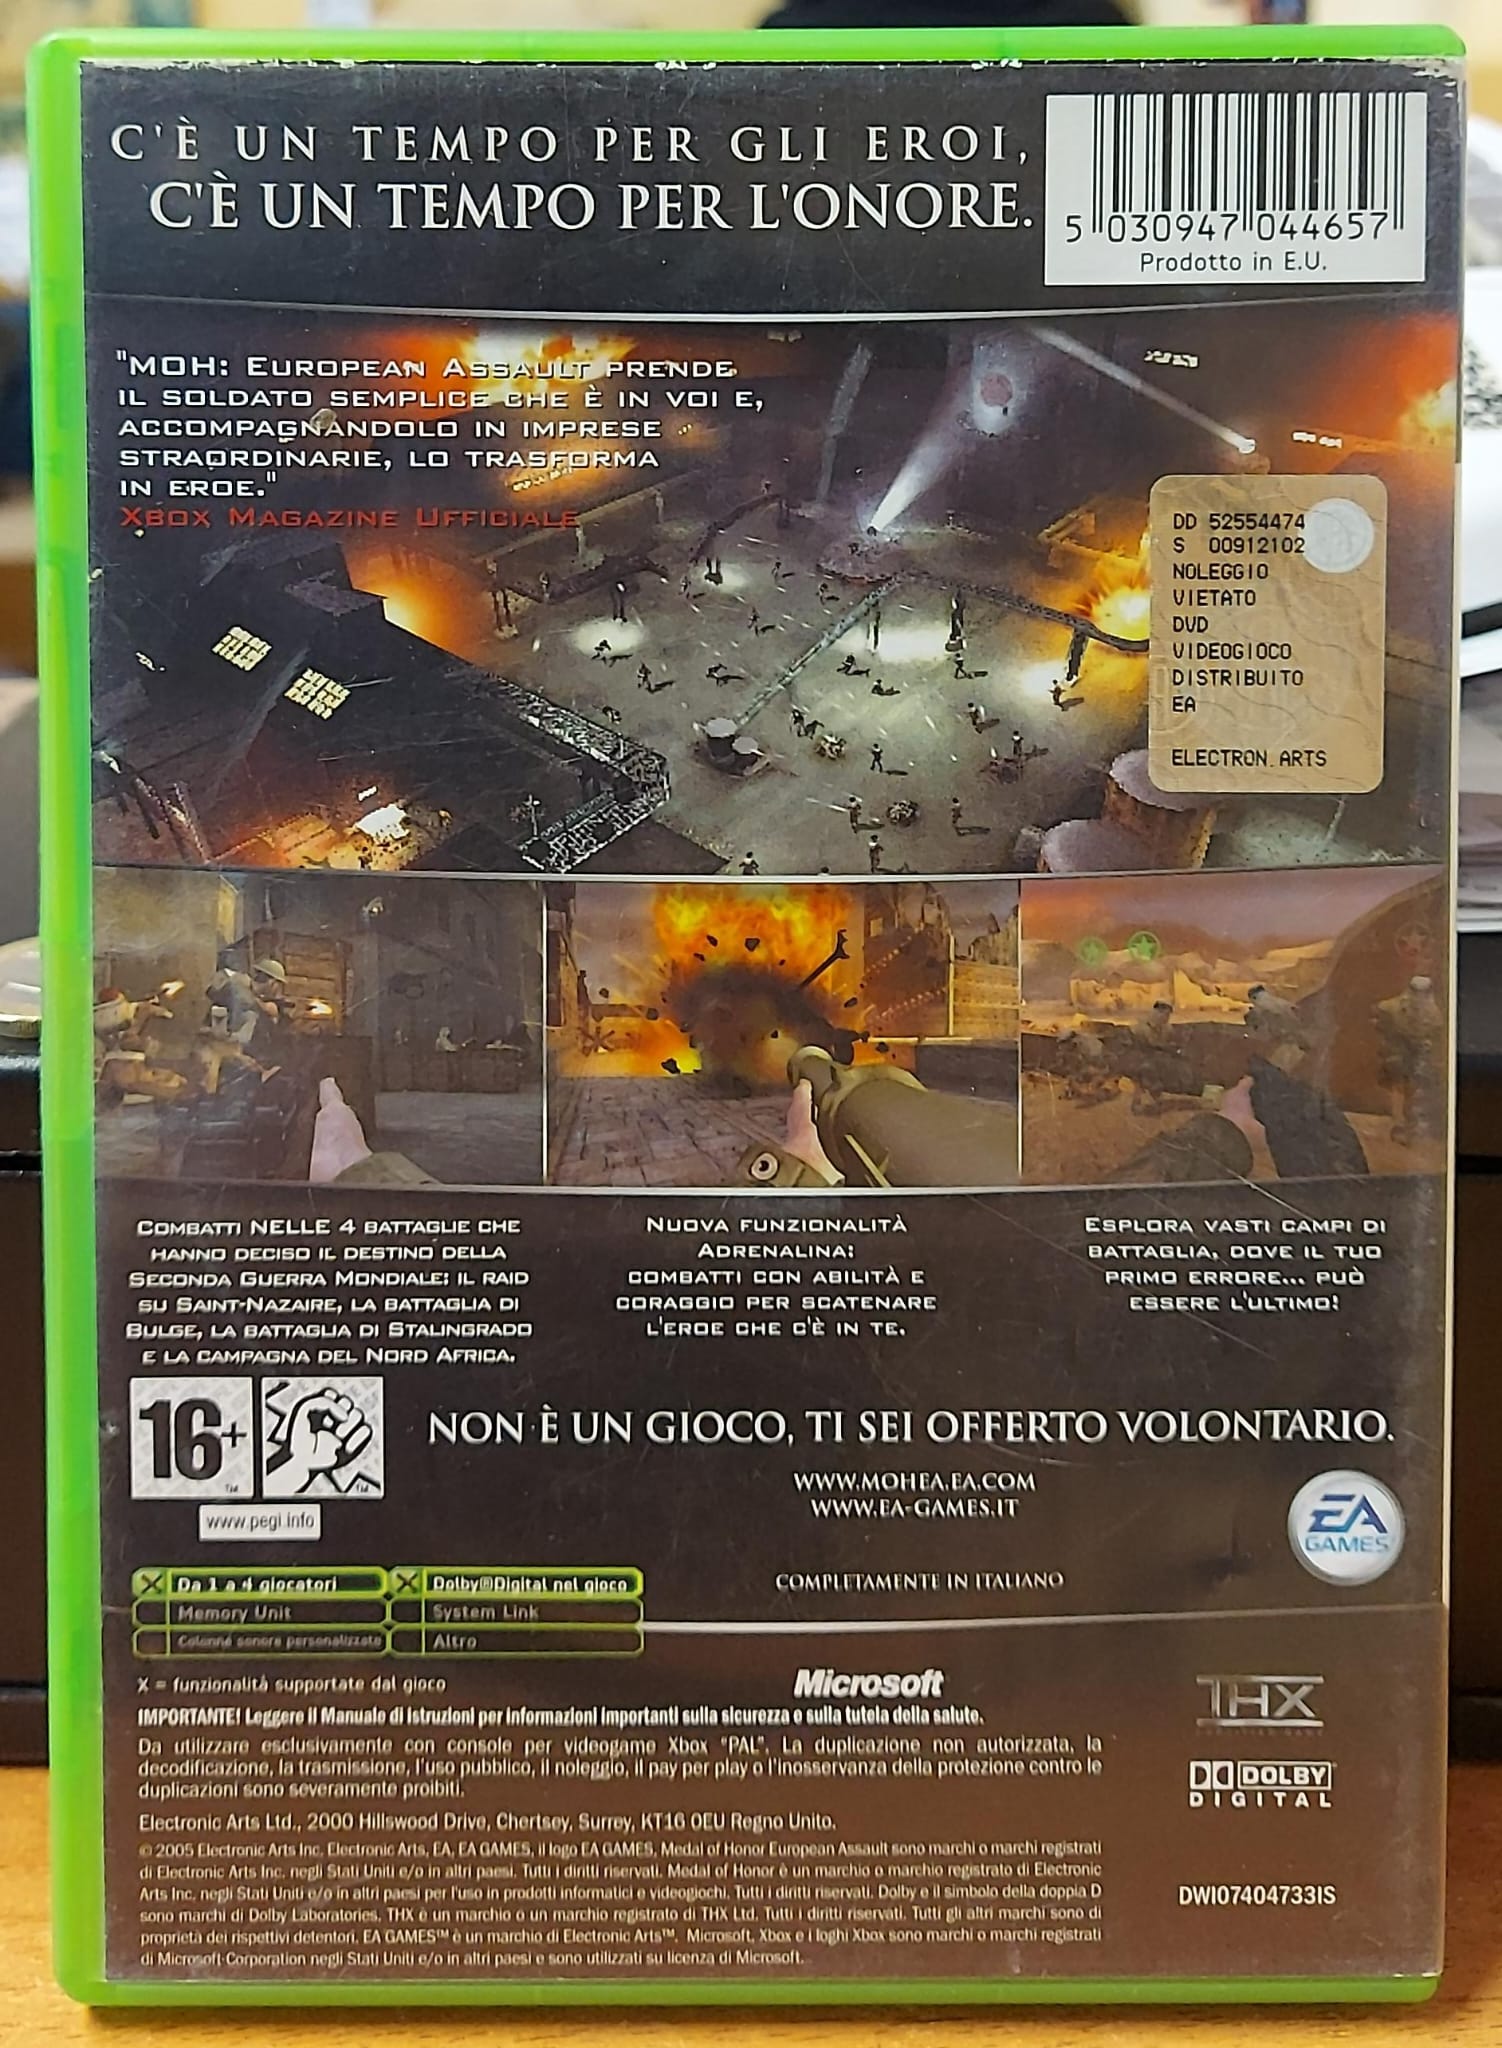 C'È UN TEMPO PER GLI EROI,
C'È UN TEMPO PER L'ONORE.
5 030947 044657
Prodotto in E.U.
"MOH: EUROPEAN ASSAULT PRENDE
IL SOLDATO SEMPLICE CHE È IN VOI E,
ACCOMPAGNANDOLO IN IMPRESE
STRAORDINARIE, LO TRASFORMA
IN EROE."
XBOX MAGAZINE UFFICIALE
DD 52554474
S 00912102
NOLEGGIO
VIETATO
DVD
VIDEOGIOCO
DISTRIBUITO
EA
ELECTRON.ARTS
COMBATTI NELLE 4 BATTAGLIE CHE
HANNO DECISO IL DESTINO DELLA
SECONDA GUERRA MONDIALE: IL RAID
SU SAINT-NAZAIRE, LA BATTAGLIA DI
BULGE, LA BATTAGLIA DI STALINGRADO
E LA CAMPAGNA DEL NORD AFRICA.
NUOVA FUNZIONALITÀ
ADRENALINA:
COMBATTI CON ABILITÀ E
CORAGGIO PER SCATENARE
L'EROE CHE C'È IN TE.
ESPLORA VASTI CAMPI DI
BATTAGLIA, DOVE IL TUO
PRIMO ERRORE... PUÒ
ESSERE L'ULTIMO!
16+
TM TM
www.pegi.info
NON È UN GIOCO, TI SEI OFFERTO VOLONTARIO.
WWW.MOHEA.EA.COM
WWW.EA-GAMES.IT
EA
GAMES
X Da 1 a 4 giocatori X Dolby®Digital nel gioco
Memory Unit System Link
Colonne sonore personalizzate Altro
COMPLETAMENTE IN ITALIANO
X = funzionalità supportate dal gioco
Microsoft
THX
IMPORTANTE! Leggere il Manuale di istruzioni per informazioni importanti sulla sicurezza e sulla tutela della salute.
Da utilizzare esclusivamente con console per videogame Xbox "PAL". La duplicazione non autorizzata, la
decodificazione, la trasmissione, l'uso pubblico, il noleggio, il pay per play o l'inosservanza della protezione contro le
duplicazioni sono severamente proibiti.
DOLBY
DIGITAL
Electronic Arts Ltd., 2000 Hillswood Drive, Chertsey, Surrey, KT16 0EU Regno Unito.
© 2005 Electronic Arts Inc. Electronic Arts, EA, EA GAMES, il logo EA GAMES, Medal of Honor European Assault sono marchi o marchi registrati
di Electronic Arts Inc. negli Stati Uniti e/o in altri paesi. Tutti i diritti riservati. Medal of Honor è un marchio o marchio registrato di Electronic
Arts Inc. negli Stati Uniti e/o in altri paesi per l'uso in prodotti informatici e videogiochi. Tutti i diritti riservati. Dolby e il simbolo della doppia D
sono marchi di Dolby Laboratories. THX è un marchio o un marchio registrato di THX Ltd. Tutti i diritti riservati. Tutti gli altri marchi sono di
proprietà dei rispettivi detentori. EA GAMES™ è un marchio di Electronic Arts™. Microsoft, Xbox e i loghi Xbox sono marchi o marchi registrati
di Microsoft Corporation negli Stati Uniti e/o in altri paesi e sono utilizzati su licenza di Microsoft.
DWI07404733IS